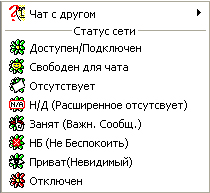 Чат с другом
Статус сети
Доступен/Подключен
Свободен для чата
Отсутствует
Н/Д (Расширенное отсутсвует)
Занят (Важн. Сообщ.)
НБ (Не Беспокоить)
Приват(Невидимый)
Отключен